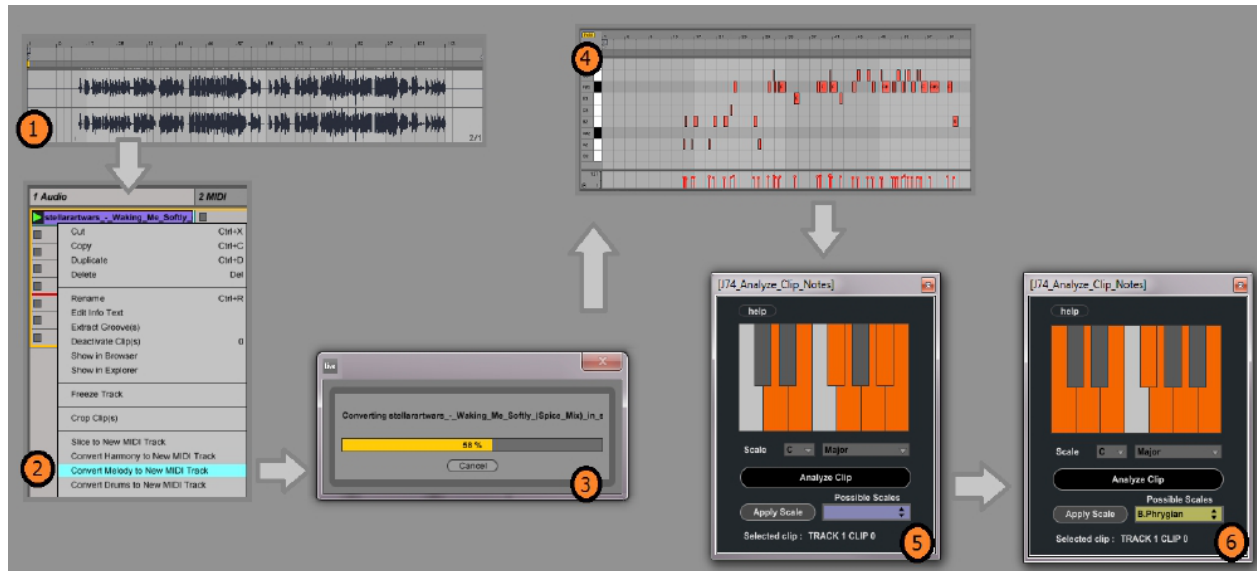 1
2/1
2
1 Audio
2 MIDI
stellarartwars_-_Waking_Me_Softly_
Cut Ctrl+X
Copy Ctrl+C
Duplicate Ctrl+D
Delete Del
Rename Ctrl+R
Edit Info Text
Extract Groove(s)
Deactivate Clip(s) 0
Show in Browser
Show in Explorer
Freeze Track
Crop Clip(s)
Slice to New MIDI Track
Convert Harmony to New MIDI Track
Convert Melody to New MIDI Track
Convert Drums to New MIDI Track
live
Converting stellarartwars_-_Waking_Me_Softly_(Spice_Mix)_in_s
58 %
Cancel
3
4
[J74_Analyze_Clip_Notes]
help
Scale C Major
Analyze Clip
Possible Scales
Apply Scale
Selected clip : TRACK 1 CLIP 0
5
[J74_Analyze_Clip_Notes]
help
Scale C Major
Analyze Clip
Possible Scales
Apply Scale B.Phrygian
Selected clip : TRACK 1 CLIP 0
6